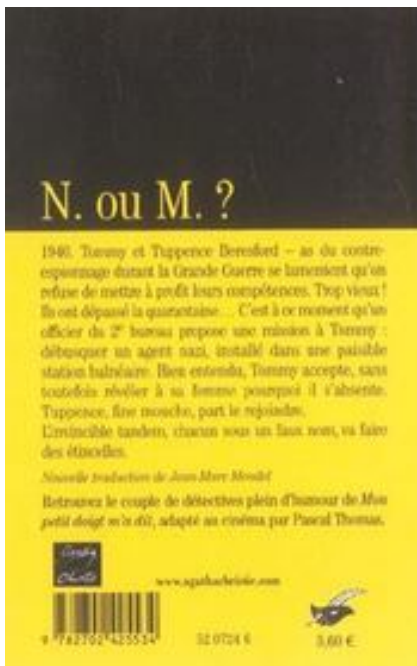 N. ou M. ?
1940. Tommy et Tuppence Beresford – as du contre-
espionnage durant la Grande Guerre se lamentent qu'on
refuse de mettre à profit leurs compétences. Trop vieux !
Ils ont dépassé la quarantaine… C'est à ce moment qu'un
officier du 2e bureau propose une mission à Tommy :
débusquer un agent nazi, installé dans une paisible
station balnéaire. Bien entendu, Tommy accepte, sans
toutefois révéler à sa femme pourquoi il s'absente.
Tuppence, fine mouche, part le rejoindre.
L'invincible tandem, chacun sous un faux nom, va faire
des étincelles.
Nouvelle traduction de Jean-Marc Mendel
Retrouvez le couple de détectives plein d'humour de Mon
petit doigt m'a dit, adapté au cinéma par Pascal Thomas.
Christie
www.agathachristie.com
9 782702 425534
52 0724 6
5,60 €